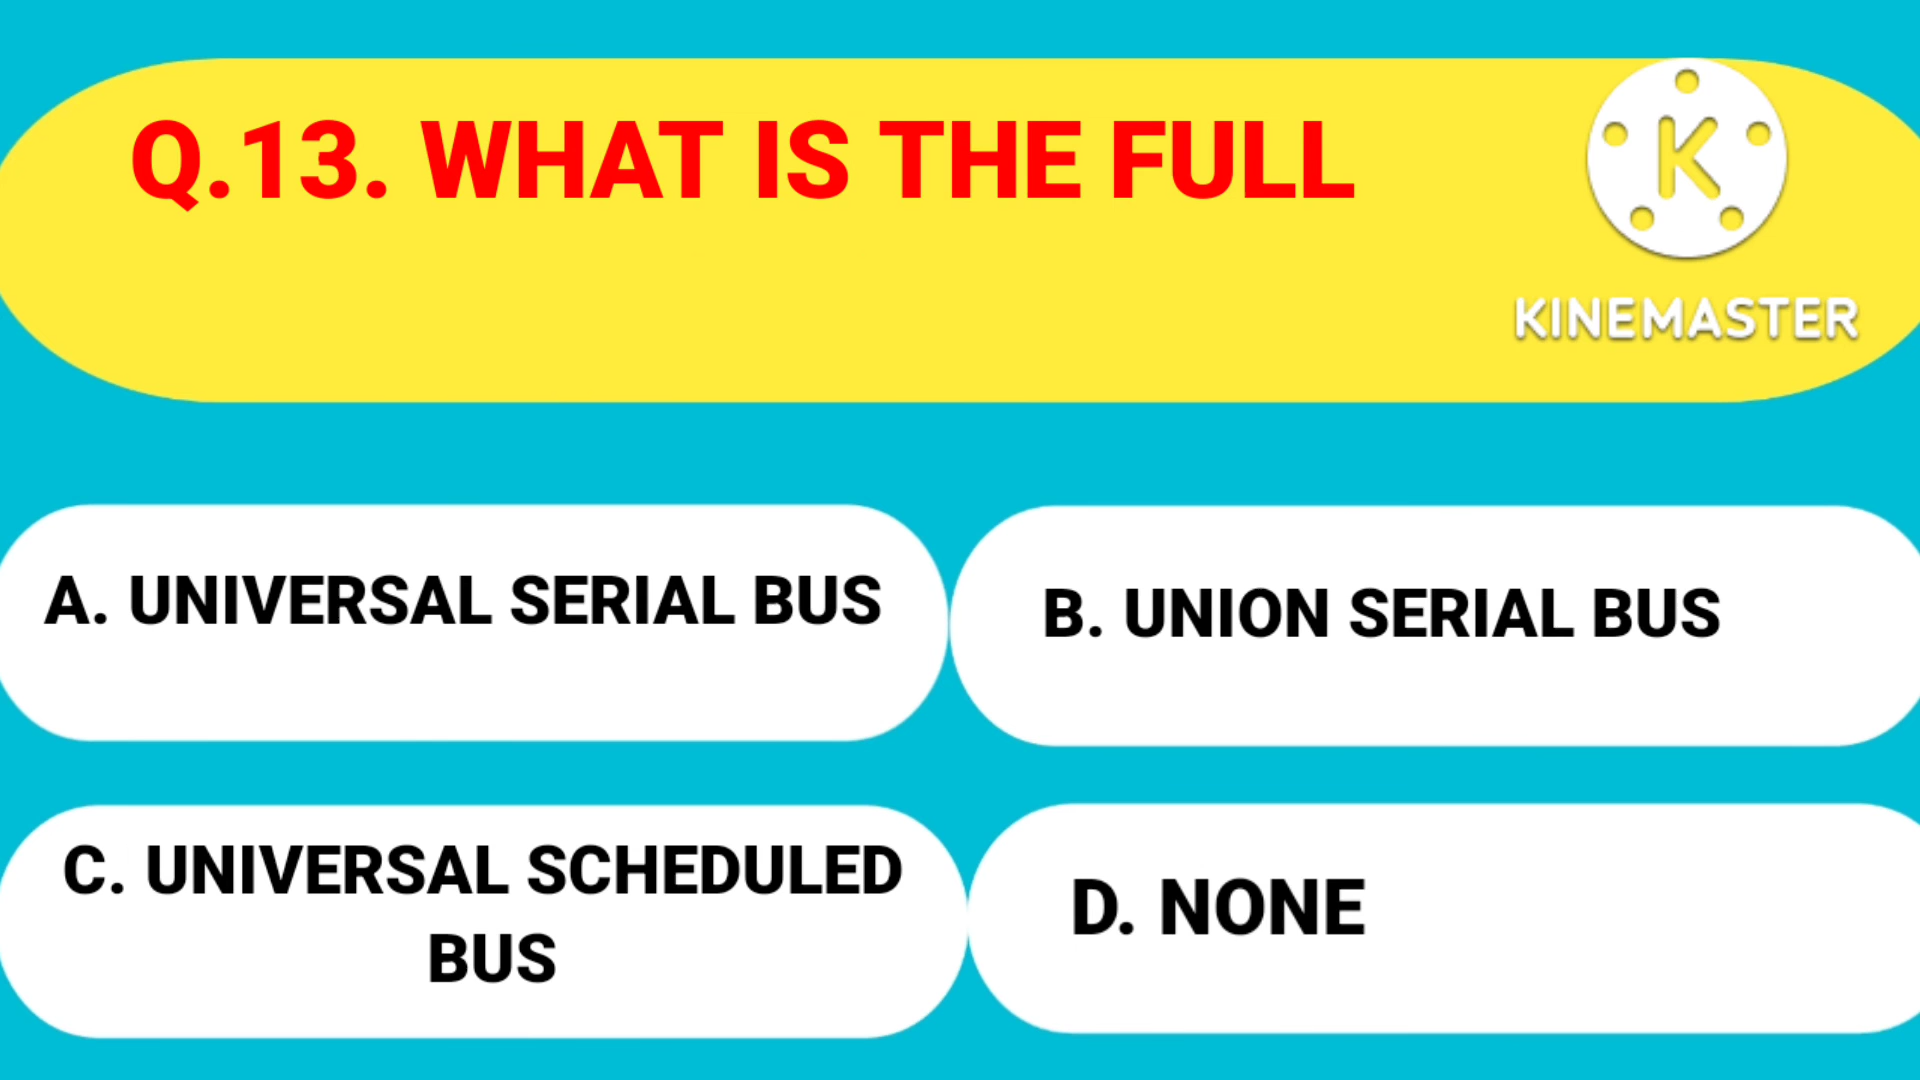 Q.13. WHAT IS THE FULL
K
KINEMASTER
A. UNIVERSAL SERIAL BUS
B. UNION SERIAL BUS
C. UNIVERSAL SCHEDULED
BUS
D. NONE